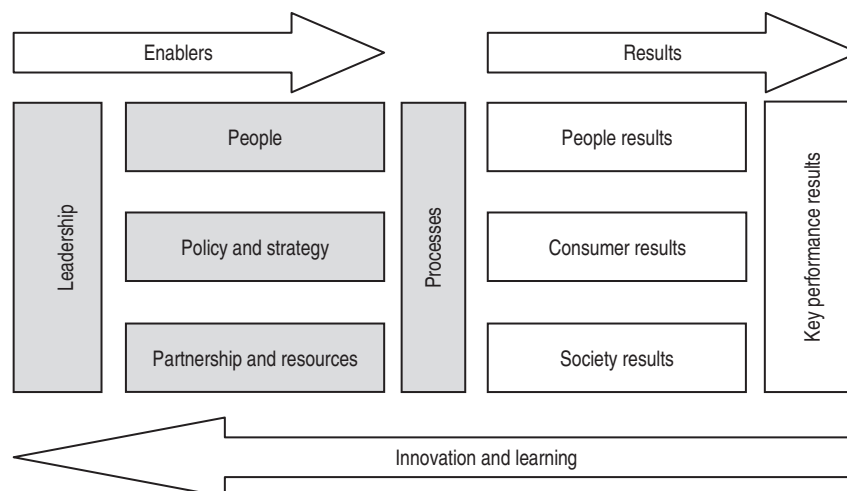 Enablers
Results
Leadership
People
Policy and strategy
Partnership and resources
Processes
People results
Consumer results
Society results
Key performance results
Innovation and learning